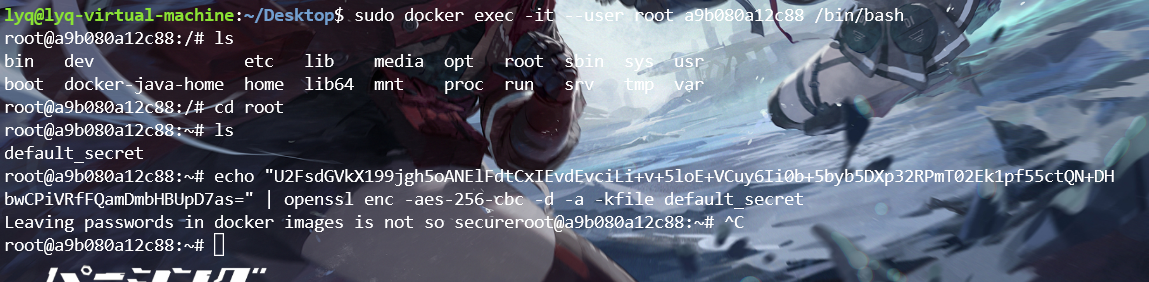 lyq@lyq-virtual-machine:~/Desktop$ sudo docker exec -it --user root a9b080a12c88 /bin/bash
root@a9b080a12c88:/# ls
bin   dev               etc   lib    media  opt   root  sbin  sys  usr
boot  docker-java-home  home  lib64  mnt    proc  run   srv   tmp  var
root@a9b080a12c88:/# cd root
root@a9b080a12c88:~# ls
default_secret
root@a9b080a12c88:~# echo "U2FsdGVkX199jgh5oANElFdtCxIEvdEvciLi+v+5loE+VCuy6Ii0b+5byb5DXp32RPmT02Ek1pf55ctQN+DH
bwCPiVRfFQamDmbHBUpD7as=" | openssl enc -aes-256-cbc -d -a -kfile default_secret
Leaving passwords in docker images is not so secureroot@a9b080a12c88:~# ^C
root@a9b080a12c88:~#